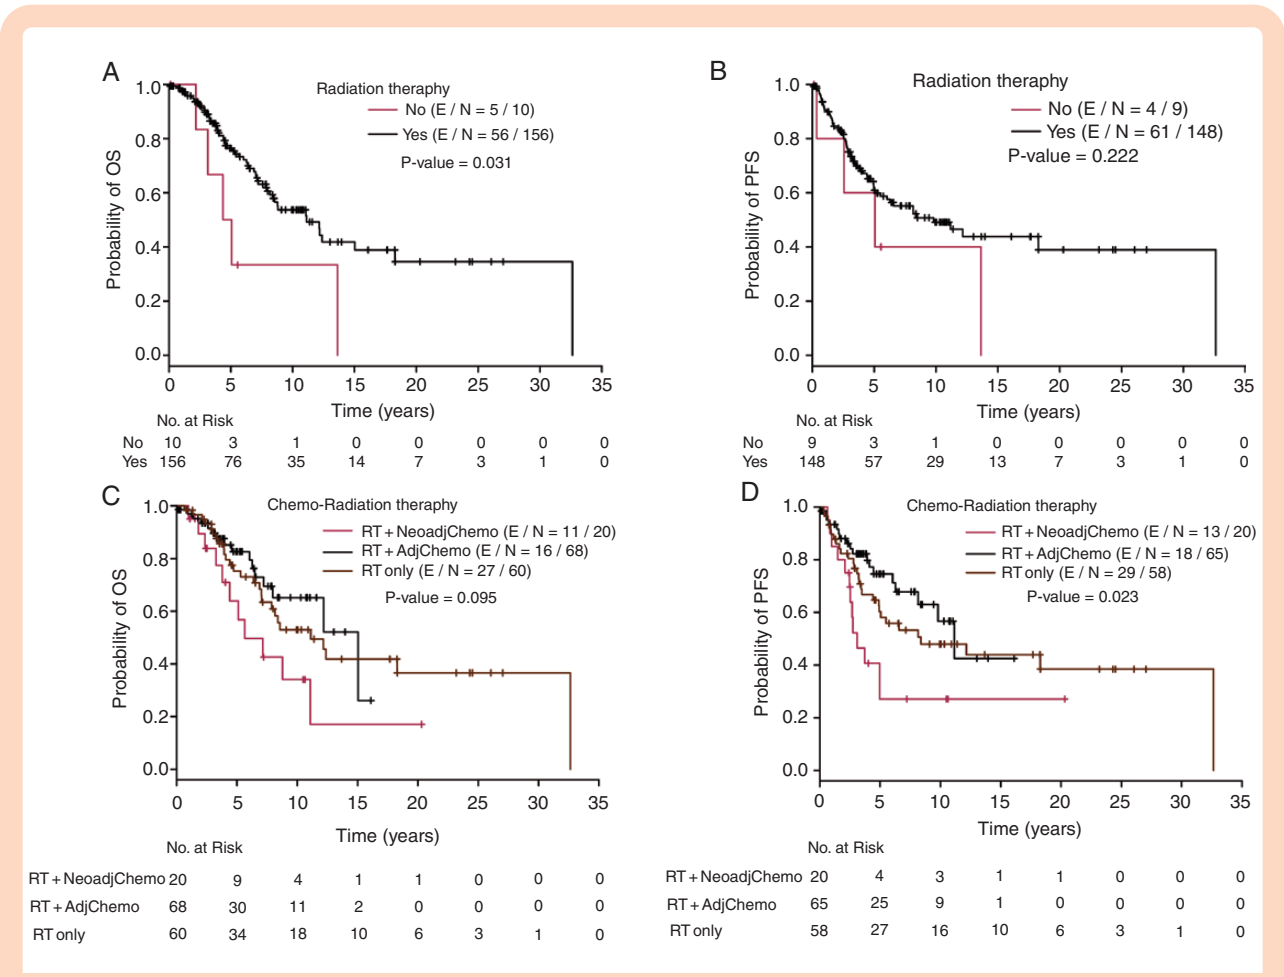 A
Radiation theraphy
No (E / N = 5 / 10)
Yes (E / N = 56 / 156)
P-value = 0.031
Probability of OS
1.0
0.8
0.6
0.4
0.2
0.0
0 5 10 15 20 25 30 35
Time (years)
No. at Risk
No 10 3 1 0 0 0 0 0
Yes 156 76 35 14 7 3 1 0
B
Radiation theraphy
No (E / N = 4 / 9)
Yes (E / N = 61 / 148)
P-value = 0.222
Probability of PFS
1.0
0.8
0.6
0.4
0.2
0.0
0 5 10 15 20 25 30 35
Time (years)
No. at Risk
No 9 3 1 0 0 0 0 0
Yes 148 57 29 13 7 3 1 0
C
Chemo-Radiation theraphy
RT + NeoadjChemo (E / N = 11 / 20)
RT + AdjChemo (E / N = 16 / 68)
RT only (E / N = 27 / 60)
P-value = 0.095
Probability of OS
1.0
0.8
0.6
0.4
0.2
0.0
0 5 10 15 20 25 30 35
Time (years)
No. at Risk
RT + NeoadjChemo 20 9 4 1 1 0 0 0
RT + AdjChemo 68 30 11 2 0 0 0 0
RT only 60 34 18 10 6 3 1 0
D
Chemo-Radiation theraphy
RT + NeoadjChemo (E / N = 13 / 20)
RT + AdjChemo (E / N = 18 / 65)
RT only (E / N = 29 / 58)
P-value = 0.023
Probability of PFS
1.0
0.8
0.6
0.4
0.2
0.0
0 5 10 15 20 25 30 35
Time (years)
No. at Risk
RT + NeoadjChemo 20 4 3 1 1 0 0 0
RT + AdjChemo 65 25 9 1 0 0 0 0
RT only 58 27 16 10 6 3 1 0